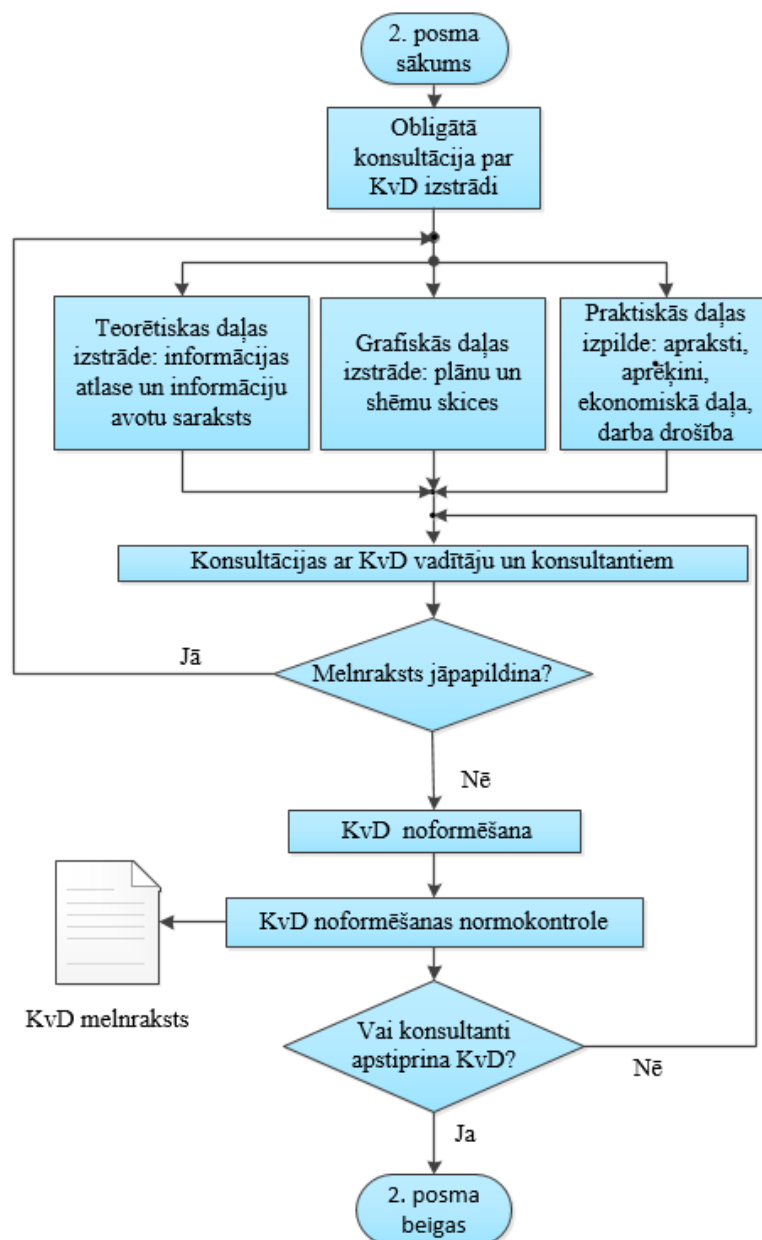 2. posma
sākums
Obligātā
konsultācija par
KvD izstrādi
Teorētiskas daļas
izstrāde: informācijas
atlase un informāciju
avotu saraksts
Grafiskās daļas
izstrāde: plānu un
shēmu skices
Praktiskās daļas
izpilde: apraksti,
aprēķini,
ekonomiskā daļa,
darba drošība
Konsultācijas ar KvD vadītāju un konsultantiem
Jā
Melnraksts jāpapildina?
Nē
KvD noformēšana
KvD noformēšanas normokontrole
KvD melnraksts
Vai konsultanti
apstiprina KvD?
Nē
Ja
2. posma
beigas